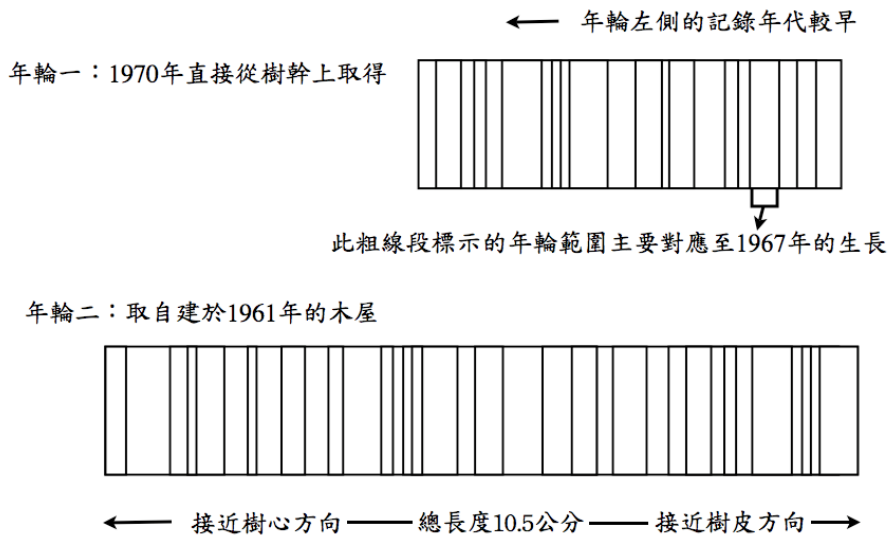 年輪左側的記錄年代較早
年輪一：1970年直接從樹幹上取得
此粗線段標示的年輪範圍主要對應至1967年的生長
年輪二：取自建於1961年的木屋
接近樹心方向 總長度10.5公分 接近樹皮方向